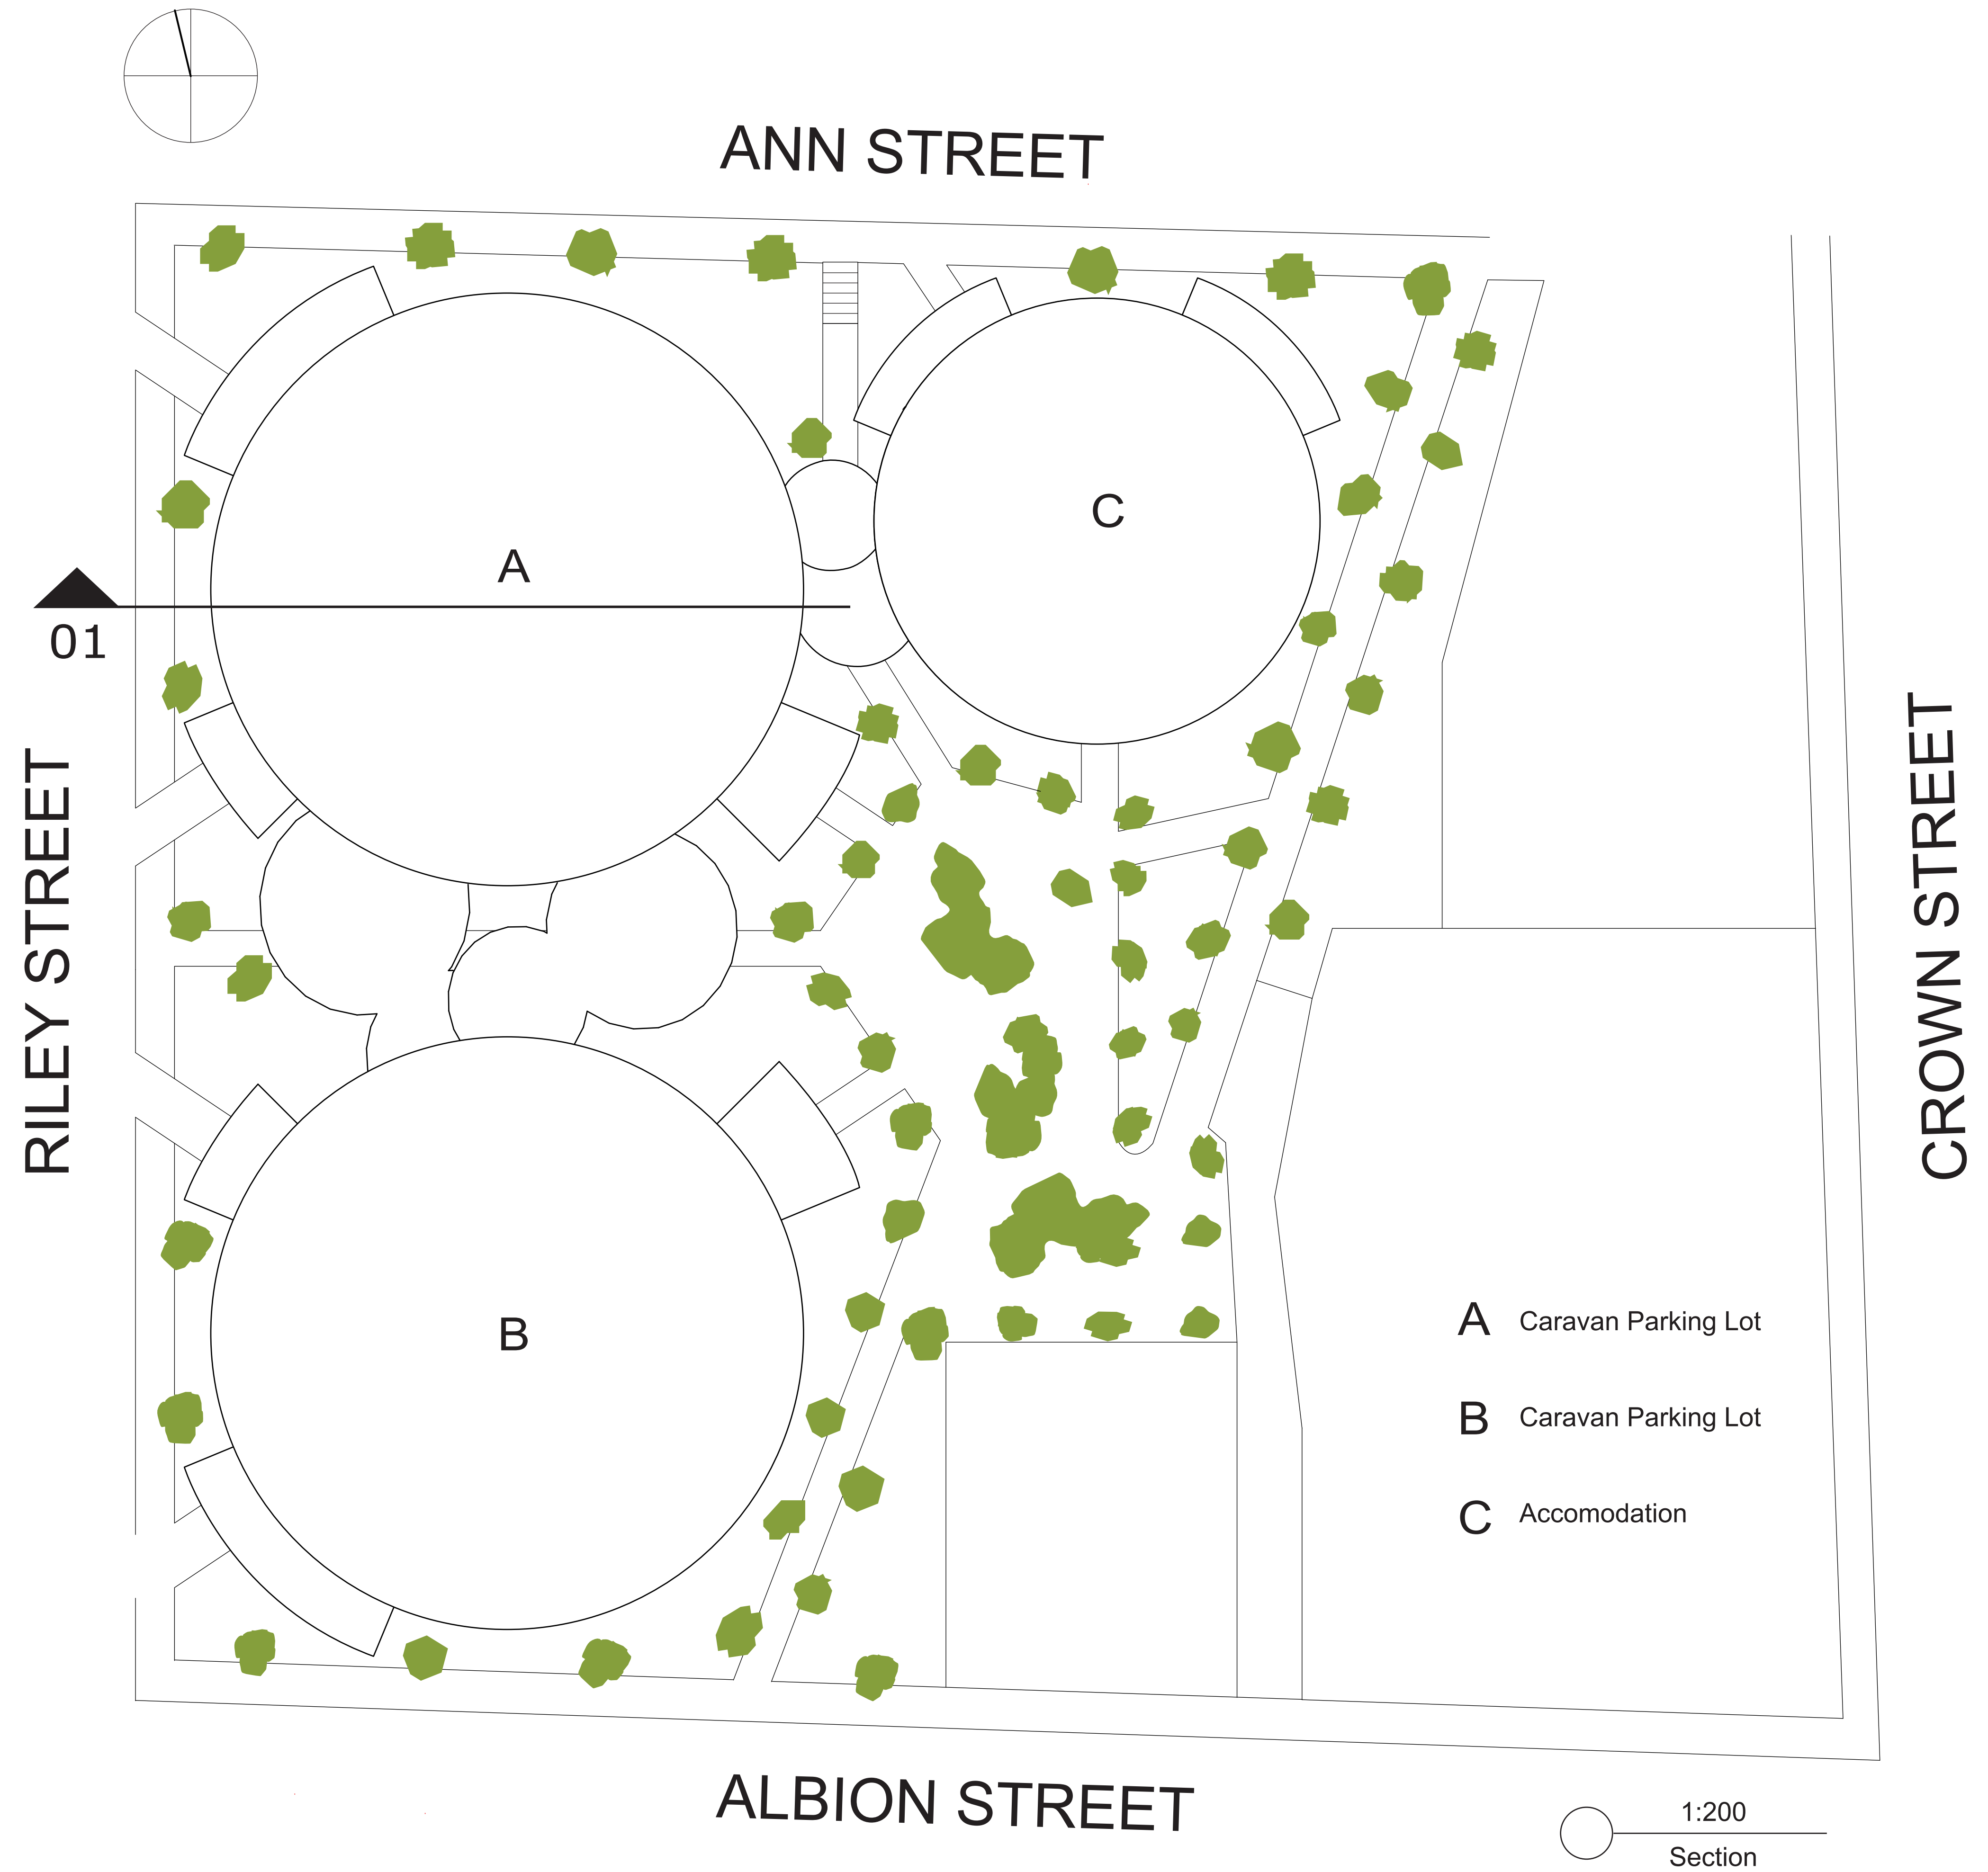 ANN STREET
C
A
01
RILEY STREET
CROWN STREET
B
A Caravan Parking Lot
B Caravan Parking Lot
C Accomodation
ALBION STREET
1:200
Section